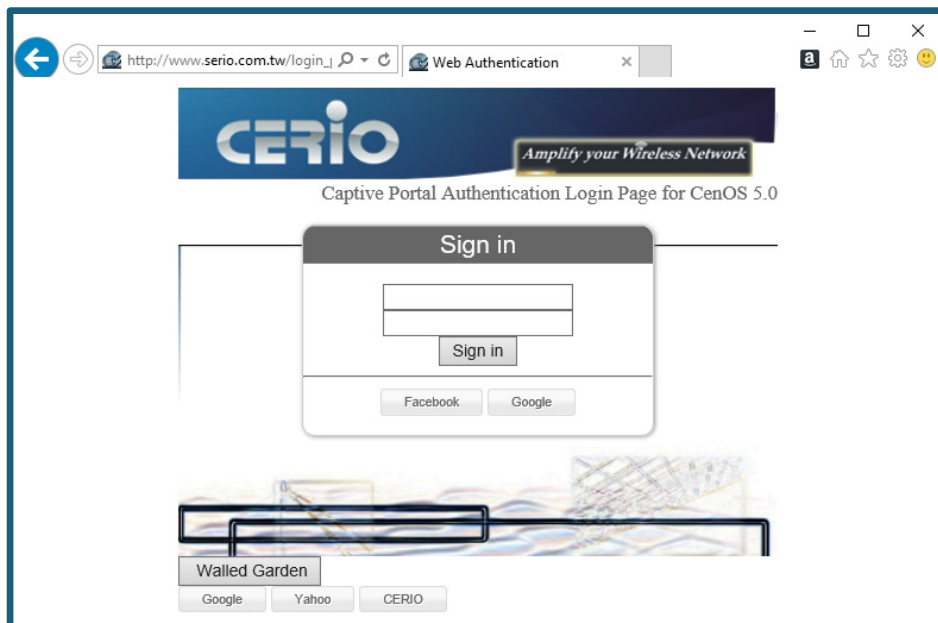 http://www.serio.com.tw/login_
Web Authentication
a
CERIO
Amplify your Wireless Network
Captive Portal Authentication Login Page for CenOS 5.0
Sign in
Sign in
Facebook Google
Walled Garden
Google Yahoo CERIO